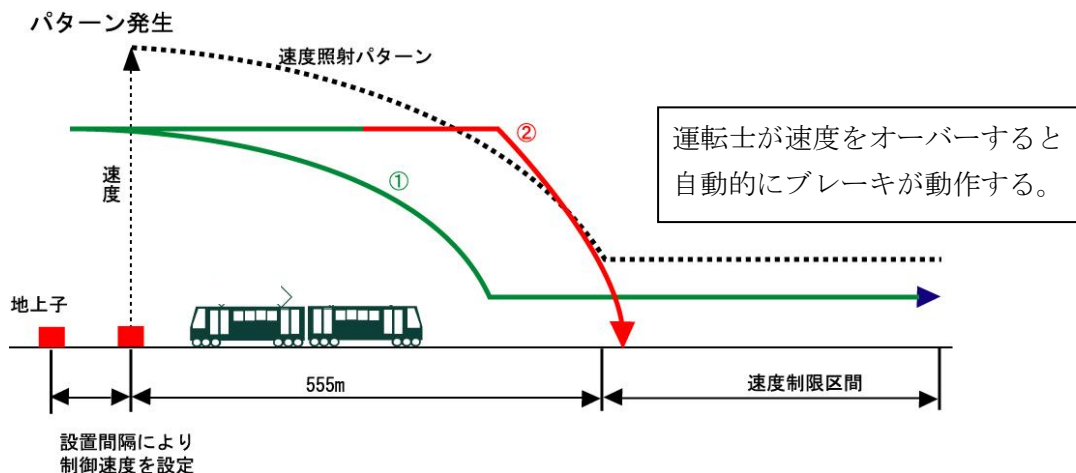 パターン発生
速度照射パターン
②
運転士が速度をオーバーすると
自動的にブレーキが動作する。
速度
①
地上子
555m
速度制限区間
設置間隔により
制御速度を設定